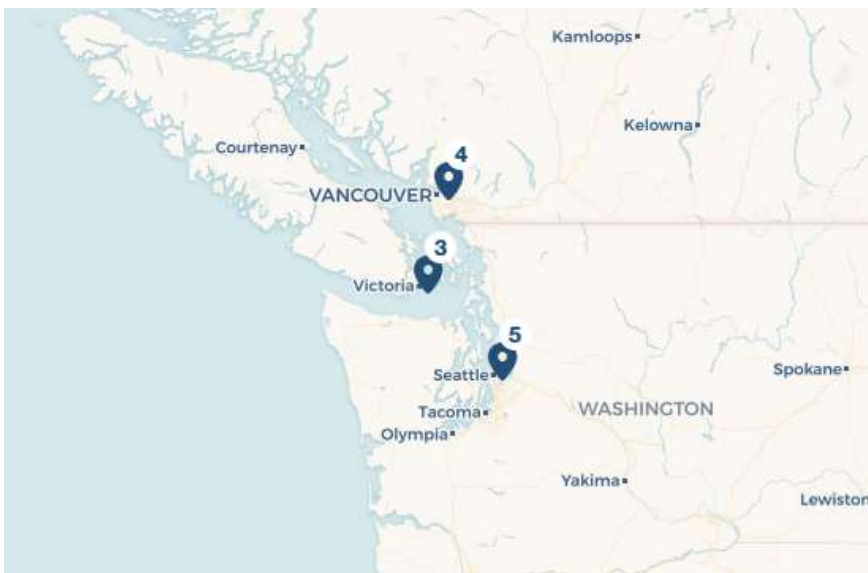 Kamloops
Kelowna
Courtenay
4
VANCOUVER
3
Victoria
5
Seattle
Spokane
Tacoma
WASHINGTON
Olympia
Yakima
Lewiston